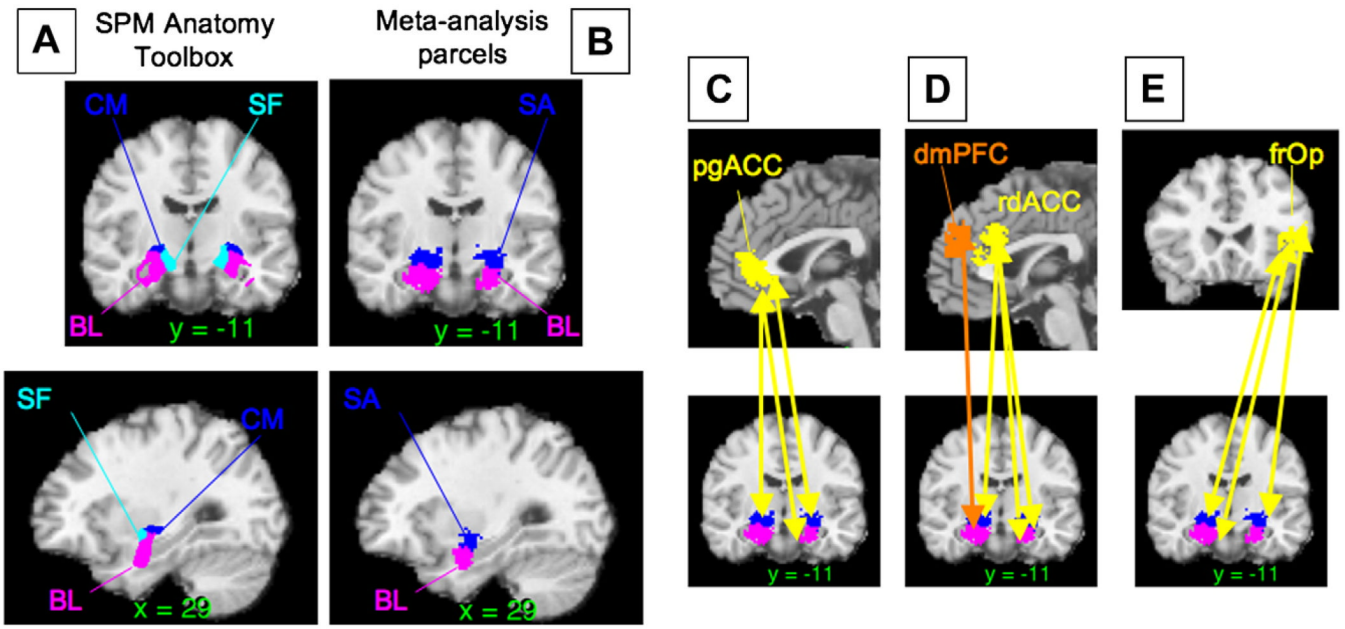 A
SPM Anatomy
Toolbox
Meta-analysis
parcels
B
CM
SF
BL
y = -11
SA
BL
y = -11
SF
CM
BL
x = 29
SA
BL
x = 29
C
pgACC
y = -11
D
dmPFC
rdACC
y = -11
E
frOp
y = -11